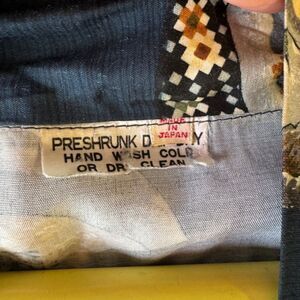 MADE
IN
JAPAN
PRESHRUNK
HAND WASH COLD
OR DRY CLEAN